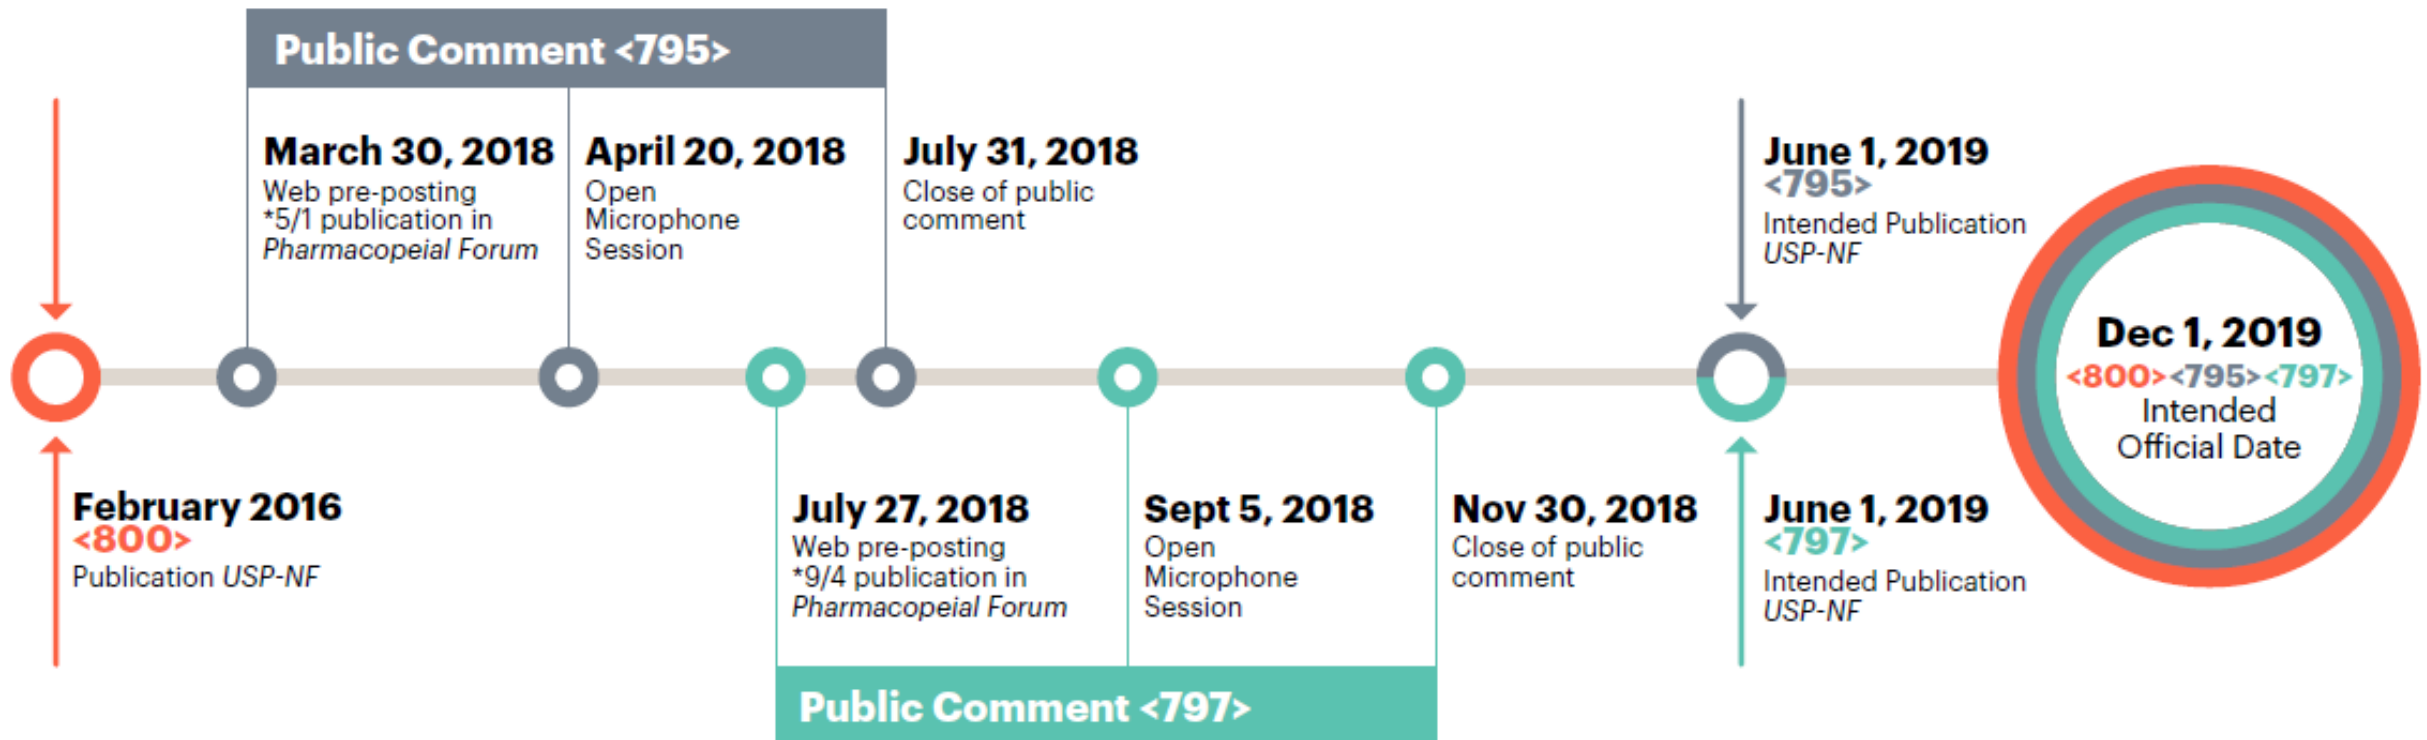 Public Comment <795>
March 30, 2018
Web pre-posting
*5/1 publication in
Pharmacopeial Forum
April 20, 2018
Open
Microphone
Session
July 31, 2018
Close of public
comment
June 1, 2019
<795>
Intended Publication
USP-NF
Dec 1, 2019
<800><795><797>
Intended
Official Date
February 2016
<800>
Publication USP-NF
July 27, 2018
Web pre-posting
*9/4 publication in
Pharmacopeial Forum
Sept 5, 2018
Open
Microphone
Session
Nov 30, 2018
Close of public
comment
June 1, 2019
<797>
Intended Publication
USP-NF
Public Comment <797>